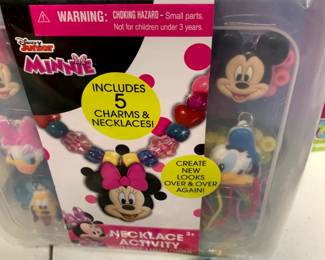 ⚠ WARNING: CHOKING HAZARD - Small parts.
Not for children under 3 years.
Disney
JUNIOR
MINNIE
INCLUDES
5
CHARMS &
NECKLACES!
CREATE
NEW
LOOKS
OVER & OVER
AGAIN!
NECKLACE 3+
ACTIVITY